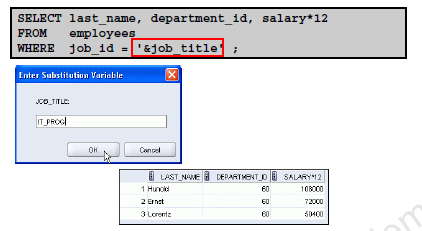 SELECT last_name, department_id, salary*12
FROM employees
WHERE job_id = '&job_title' ;
Enter Substitution Variable
JOB_TITLE:
IT_PROG
OK Cancel
LAST_NAME DEPARTMENT_ID SALARY*12
1 Hunold 60 108000
2 Ernst 60 72000
3 Lorentz 60 50400